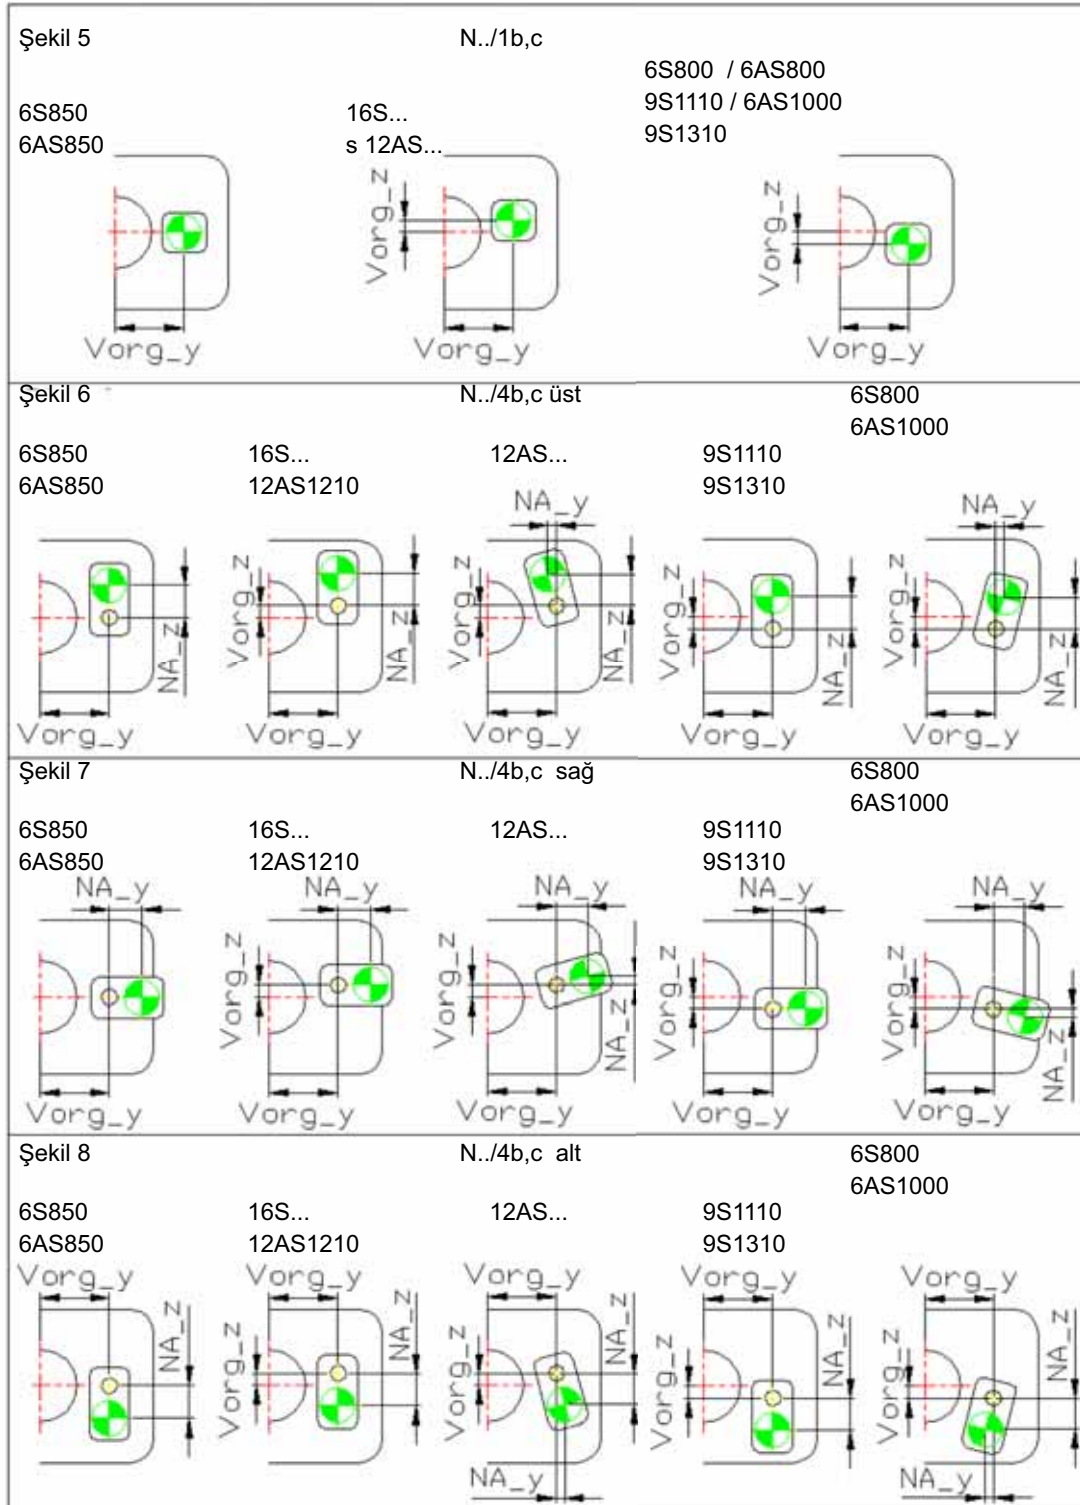 Şekil 5
N../1b,c
6S800 / 6AS800
9S1110 / 6AS1000
9S1310
6S850
6AS850
16S...
s 12AS...
Vorg_z
Vorg_z
Vorg_y
Vorg_y
Vorg_y
Şekil 6
N../4b,c üst
6S800
6AS1000
6S850
6AS850
16S...
12AS1210
12AS...
9S1110
9S1310
NA_y
NA_y
NA_z
Vorg_z
NA_z
Vorg_z
NA_z
Vorg_z
NA_z
Vorg_z
NA_z
Vorg_y
Vorg_y
Vorg_y
Vorg_y
Vorg_y
Şekil 7
N../4b,c sağ
6S800
6AS1000
6S850
6AS850
16S...
12AS1210
12AS...
9S1110
9S1310
NA_y
NA_y
NA_y
NA_y
NA_y
Vorg_z
Vorg_z
NA_z
Vorg_z
Vorg_z
NA_z
Vorg_y
Vorg_y
Vorg_y
Vorg_y
Vorg_y
Şekil 8
N../4b,c alt
6S800
6AS1000
6S850
6AS850
16S...
12AS1210
12AS...
9S1110
9S1310
Vorg_y
Vorg_y
Vorg_y
Vorg_y
Vorg_y
NA_z
Vorg_z
NA_z
Vorg_z
NA_z
Vorg_z
NA_z
Vorg_z
NA_z
NA_y
NA_y